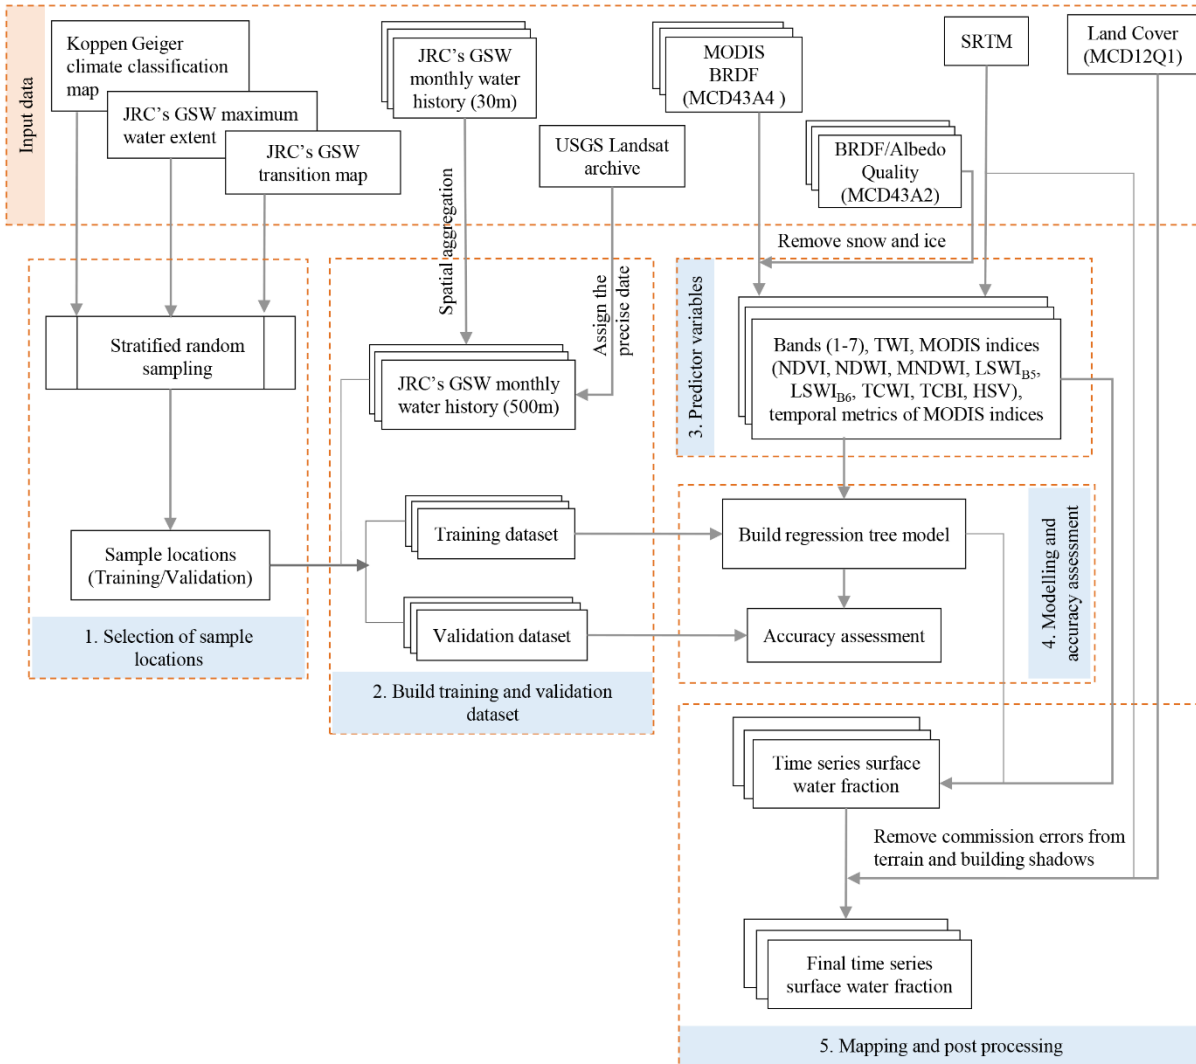 Input data
Koppen Geiger
climate classification
map
JRC's GSW maximum
water extent
JRC's GSW
transition map
JRC's GSW
monthly water
history (30m)
USGS Landsat
archive
MODIS
BRDF
(MCD43A4 )
BRDF/Albedo
Quality
(MCD43A2)
SRTM
Land Cover
(MCD12Q1)
Spatial aggregation
Assign the
precise date
Remove snow and ice
Stratified random
sampling
Sample locations
(Training/Validation)
1. Selection of sample
locations
JRC's GSW monthly
water history (500m)
Training dataset
Validation dataset
2. Build training and validation
dataset
3. Predictor variables
Bands (1-7), TWI, MODIS indices
(NDVI, NDWI, MNDWI, LSWIB5,
LSWIB6, TCWI, TCBI, HSV),
temporal metrics of MODIS indices
Build regression tree model
Accuracy assessment
4. Modelling and
accuracy assessment
Time series surface
water fraction
Remove commission errors from
terrain and building shadows
Final time series
surface water fraction
5. Mapping and post processing